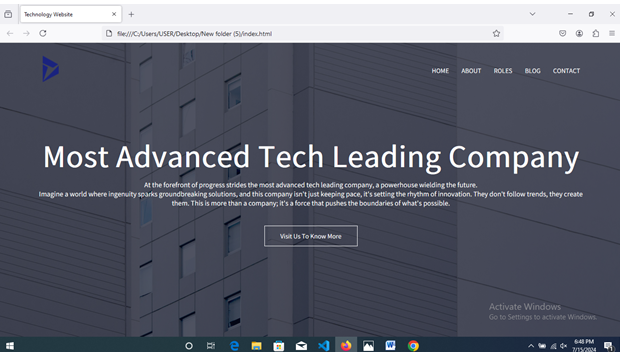 Technology Website
file:///C:/Users/USER/Desktop/New folder (5)/index.html
HOME ABOUT ROLES BLOG CONTACT
Most Advanced Tech Leading Company
At the forefront of progress strides the most advanced tech leading company, a powerhouse wielding the future.
Imagine a world where ingenuity sparks groundbreaking solutions, and this company isn't just keeping pace, it's setting the rhythm of innovation. They don't follow trends, they create
them. This is more than a company; it's a force that pushes the boundaries of what's possible.
Visit Us To Know More
Activate Windows
Go to Settings to activate Windows.
6:48 PM
7/15/2024